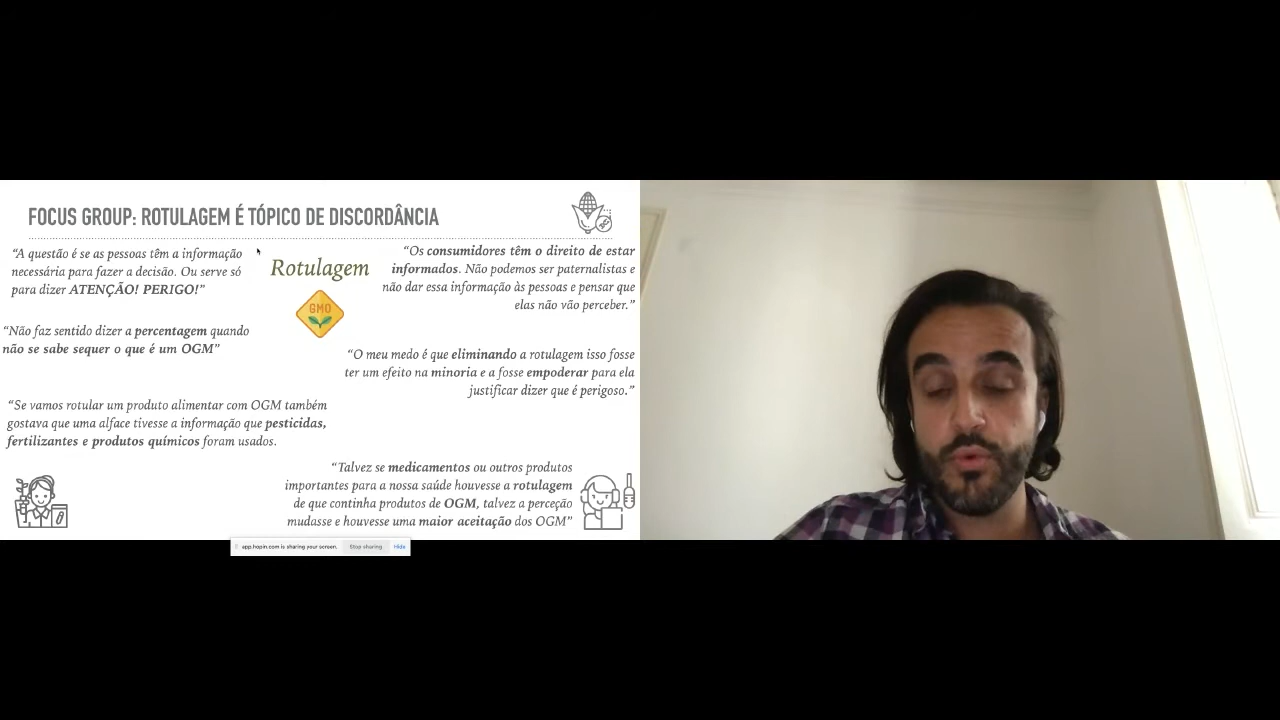 FOCUS GROUP: ROTULAGEM É TÓPICO DE DISCORDÂNCIA
“A questão é se as pessoas têm a informação
necessária para fazer a decisão. Ou serve só
para dizer ATENÇÃO! PERIGO!”
“Não faz sentido dizer a percentagem quando
não se sabe sequer o que é um OGM”
“Se vamos rotular um produto alimentar com OGM também
gostava que uma alface tivesse a informação que pesticidas,
fertilizantes e produtos químicos foram usados.
Rotulagem
GMO
“Os consumidores têm o direito de estar
informados. Não podemos ser paternalistas e
não dar essa informação às pessoas e pensar que
elas não vão perceber.”
“O meu medo é que eliminando a rotulagem isso fosse
ter um efeito na minoria e a fosse empoderar para ela
justificar dizer que é perigoso.”
“Talvez se medicamentos ou outros produtos
importantes para a nossa saúde houvesse a rotulagem
de que continha produtos de OGM, talvez a perceção
mudasse e houvesse uma maior aceitação dos OGM”
app.hopin.com is sharing your screen. Stop sharing Hide